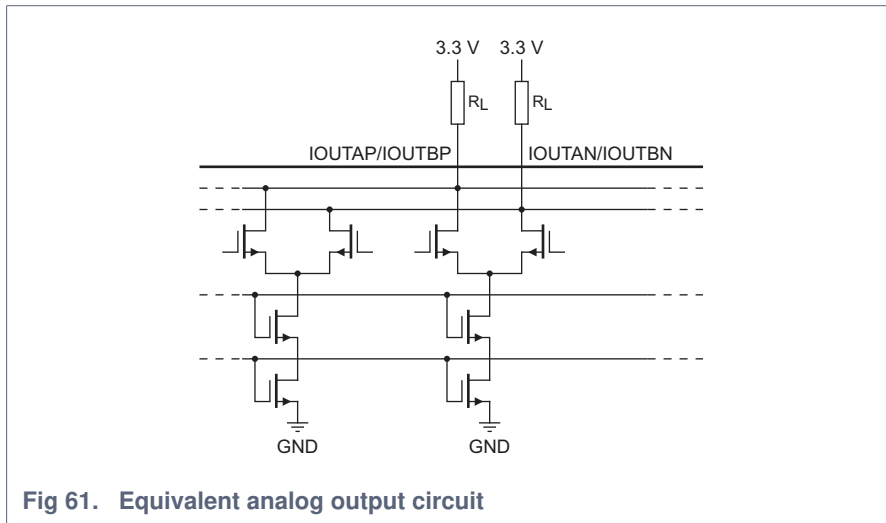 3.3 V 3.3 V
RL RL
IOUTAP/IOUTBP IOUTAN/IOUTBN
GND GND
Fig 61. Equivalent analog output circuit